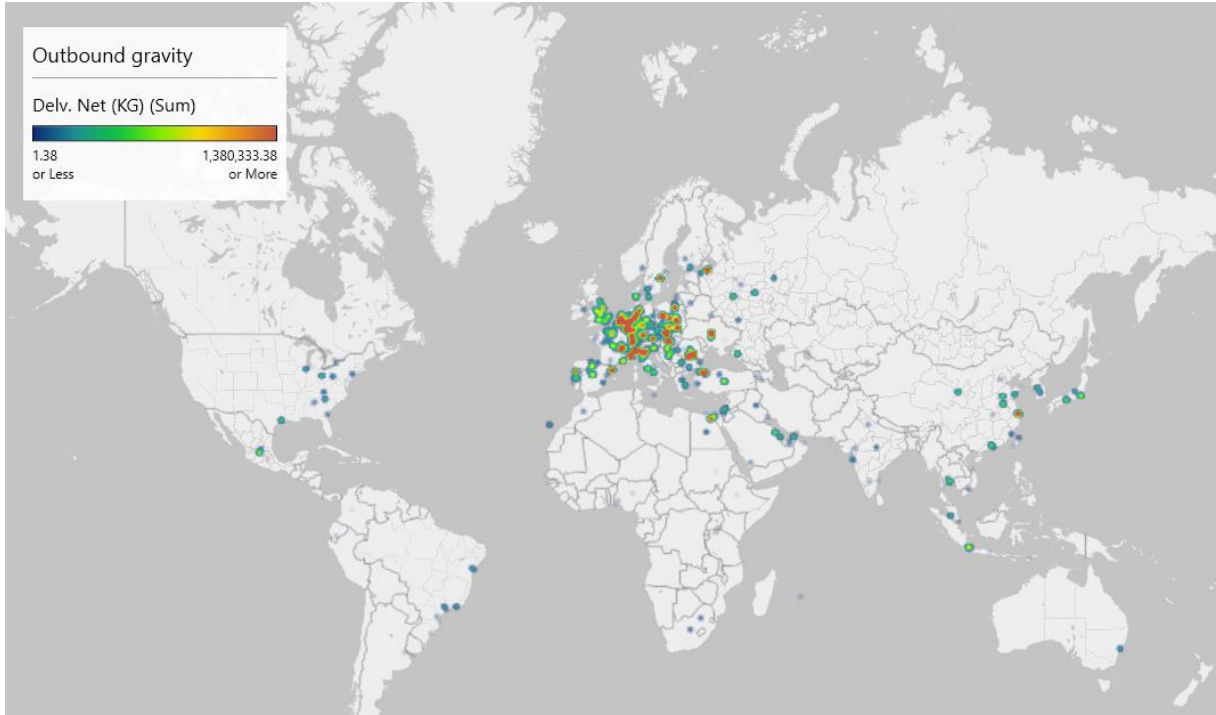 Outbound gravity
Delv. Net (KG) (Sum)
1.38 1,380,333.38
or Less or More